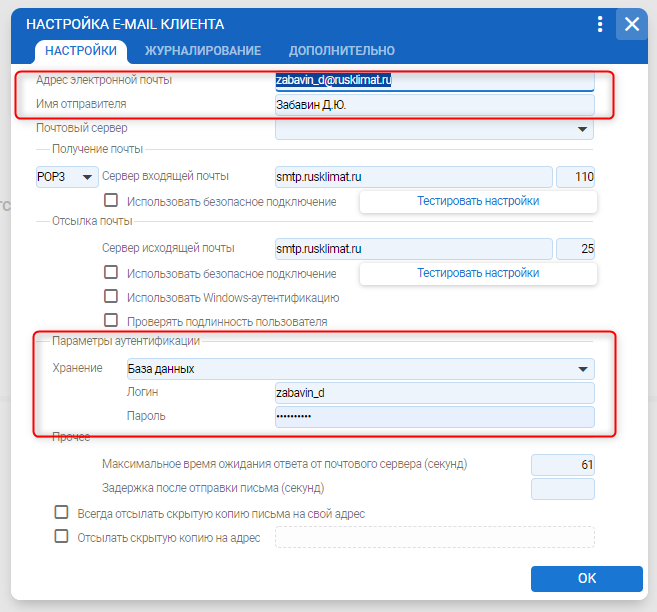 НАСТРОЙКА E-MAIL КЛИЕНТА
НАСТРОЙКИ ЖУРНАЛИРОВАНИЕ ДОПОЛНИТЕЛЬНО
Адрес электронной почты zabavin_d@rusklimat.ru
Имя отправителя Забавин Д.Ю.
Почтовый сервер
Получение почты
POP3 Сервер входящей почты smtp.rusklimat.ru 110
Использовать безопасное подключение Тестировать настройки
Отсылка почты
Сервер исходящей почты smtp.rusklimat.ru 25
Использовать безопасное подключение Тестировать настройки
Использовать Windows-аутентификацию
Проверять подлинность пользователя
Параметры аутентификации
Хранение База данных
Логин zabavin_d
Пароль ••••••••••
Прочее
Максимальное время ожидания ответа от почтового сервера (секунд) 61
Задержка после отправки письма (секунд)
Всегда отсылать скрытую копию письма на свой адрес
Отсылать скрытую копию на адрес
OK